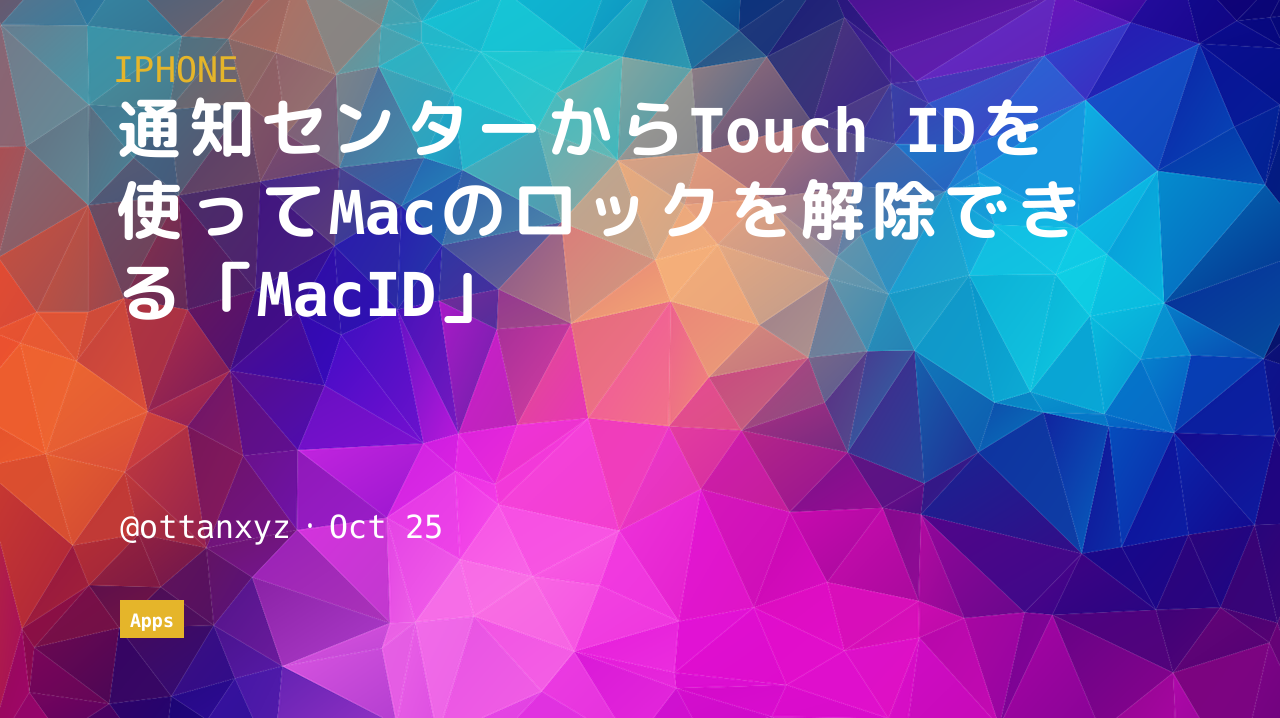 IPHONE
通知センターからTouch IDを
使ってMacのロックを解除でき
る「MacID」
@ottanxyz・Oct 25
Apps